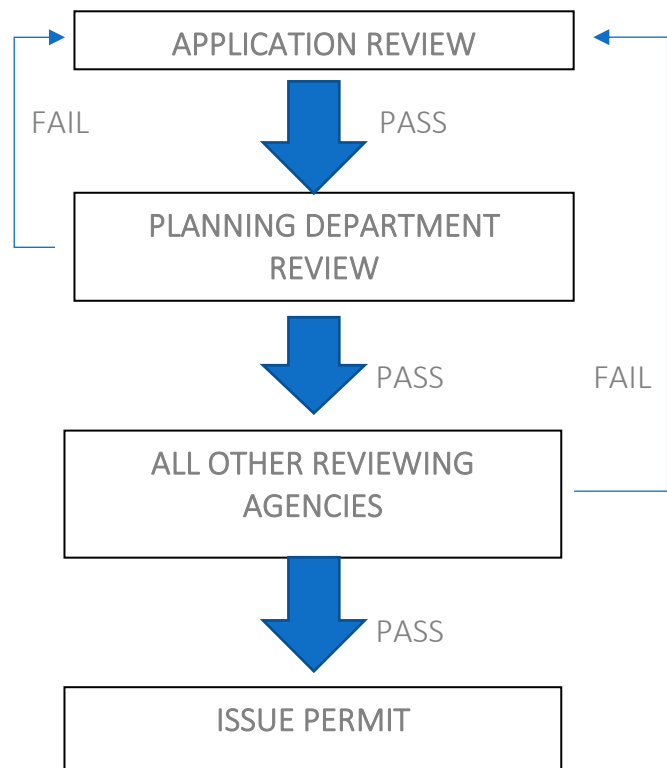 APPLICATION REVIEW
FAIL
PASS
PLANNING DEPARTMENT
REVIEW
PASS
FAIL
ALL OTHER REVIEWING
AGENCIES
PASS
ISSUE PERMIT